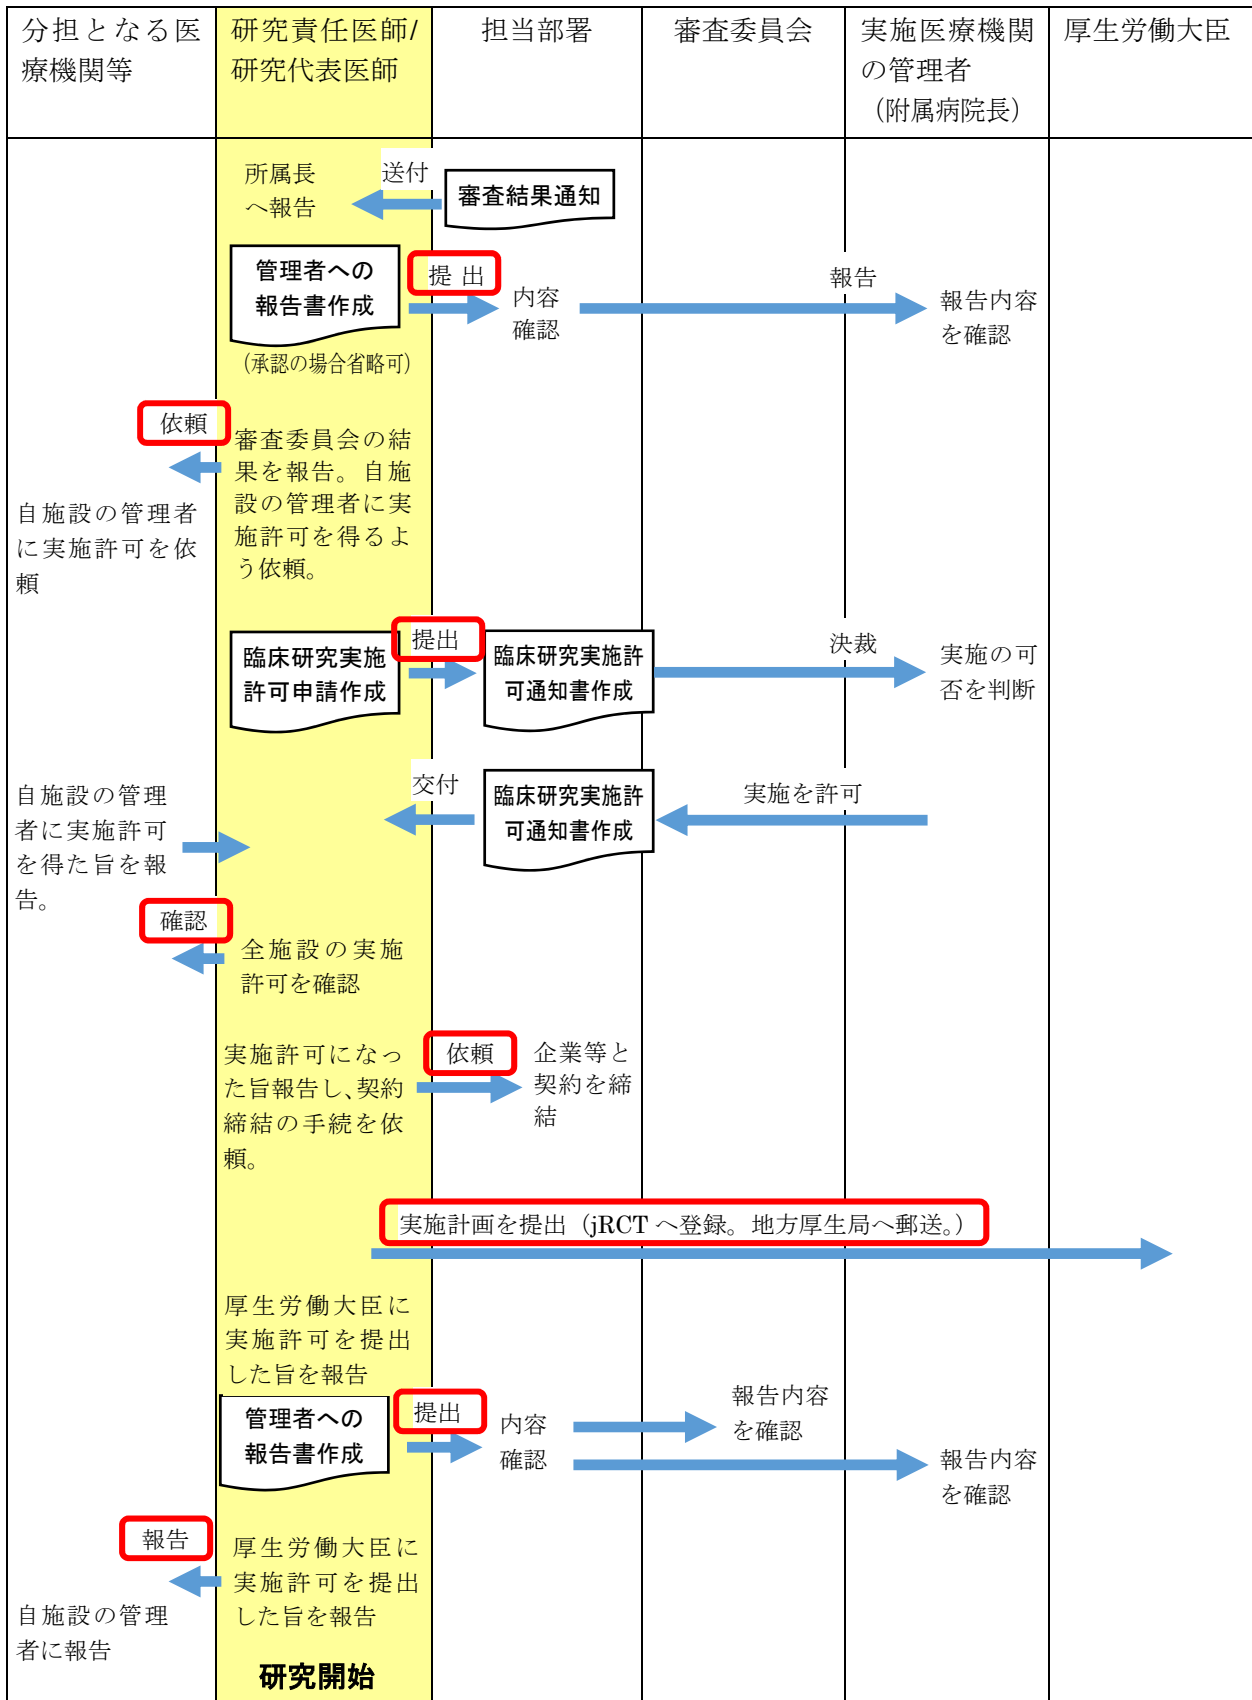 分担となる医
療機関等
研究責任医師/
研究代表医師
担当部署
審査委員会
実施医療機関
の管理者
（附属病院長）
厚生労働大臣
所属長
へ報告
送付
審査結果通知
管理者への
報告書作成
（承認の場合省略可）
提 出
内容
確認
報告
報告内容
を確認
依頼
審査委員会の結
果を報告。自施
設の管理者に実
施許可を得るよ
う依頼。
自施設の管理者
に実施許可を依
頼
臨床研究実施
許可申請作成
提出
臨床研究実施許
可通知書作成
決裁
実施の可
否を判断
交付
臨床研究実施許
可通知書作成
実施を許可
自施設の管理
者に実施許可
を得た旨を報
告。
確認
全施設の実施
許可を確認
実施許可になっ
た旨報告し、契約
締結の手続を依
頼。
依頼
企業等と
契約を締
結
実施計画を提出（jRCT へ登録。地方厚生局へ郵送。）
厚生労働大臣に
実施許可を提出
した旨を報告
管理者への
報告書作成
提出
内容
確認
報告内容
を確認
報告内容
を確認
報告
厚生労働大臣に
実施許可を提出
した旨を報告
自施設の管理
者に報告
研究開始